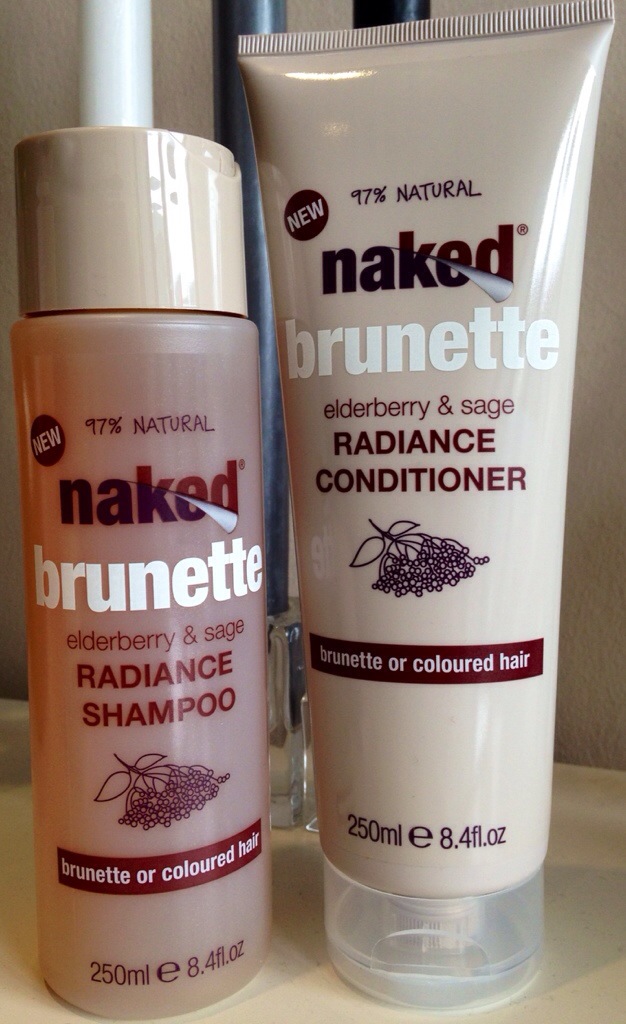 NEW
97% NATURAL
naked®
brunette
elderberry & sage
RADIANCE
SHAMPOO
brunette or coloured hair
250ml e 8.4fl.oz
NEW
97% NATURAL
naked®
brunette
elderberry & sage
RADIANCE
CONDITIONER
brunette or coloured hair
250ml e 8.4fl.oz